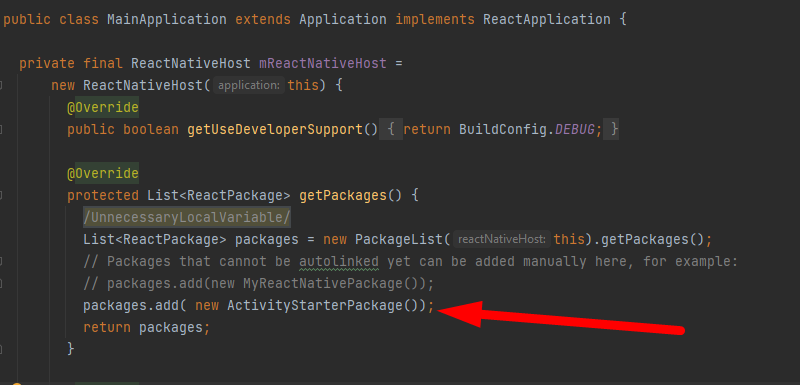 public class MainApplication extends Application implements ReactApplication {
private final ReactNativeHost mReactNativeHost =
new ReactNativeHost( application: this) {
@Override
public boolean getUseDeveloperSupport() { return BuildConfig.DEBUG; }
@Override
protected List<ReactPackage> getPackages() {
/UnnecessaryLocalVariable/
List<ReactPackage> packages = new PackageList( reactNativeHost: this).getPackages();
// Packages that cannot be autolinked yet can be added manually here, for example:
// packages.add(new MyReactNativePackage());
packages.add( new ActivityStarterPackage());
return packages;
}